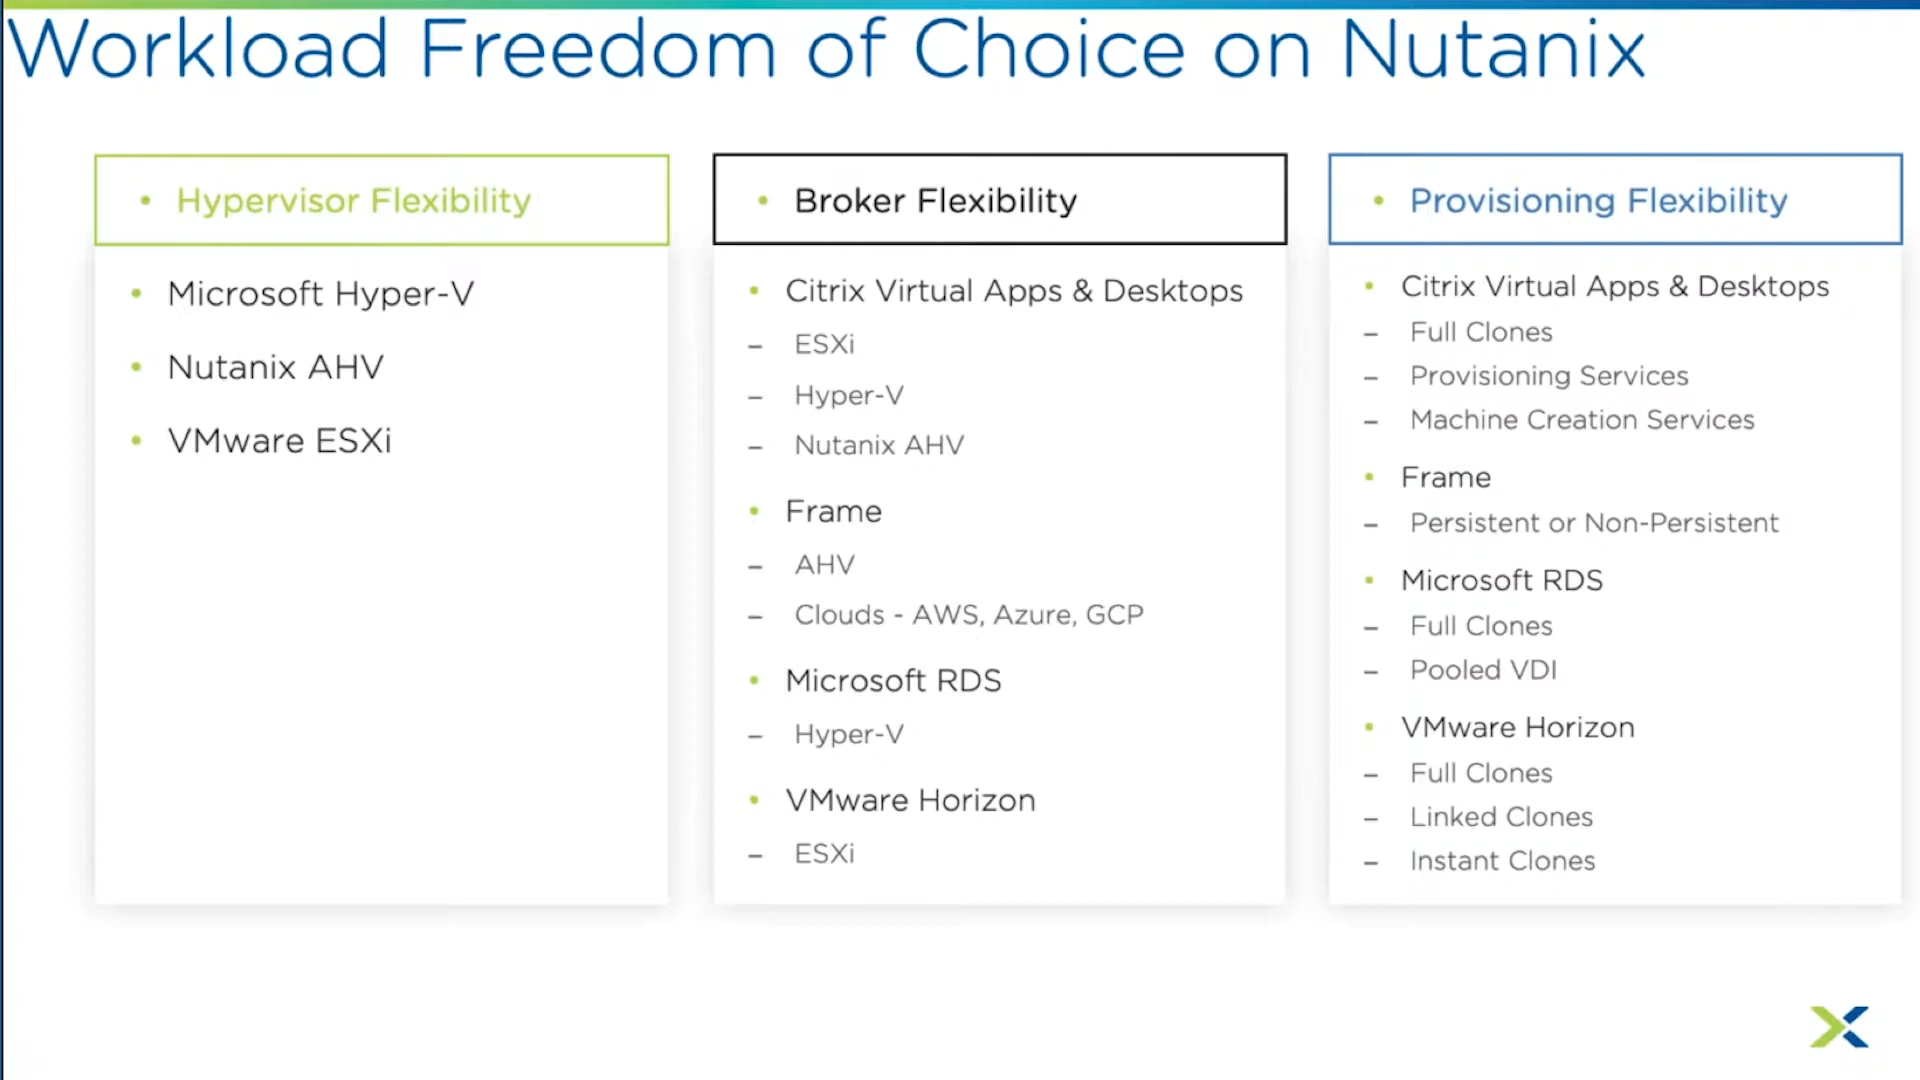 Workload Freedom of Choice on Nutanix
• Hypervisor Flexibility
• Microsoft Hyper-V
• Nutanix AHV
• VMware ESXi
• Broker Flexibility
• Citrix Virtual Apps & Desktops
– ESXi
– Hyper-V
– Nutanix AHV
• Frame
– AHV
– Clouds - AWS, Azure, GCP
• Microsoft RDS
– Hyper-V
• VMware Horizon
– ESXi
• Provisioning Flexibility
• Citrix Virtual Apps & Desktops
– Full Clones
– Provisioning Services
– Machine Creation Services
• Frame
– Persistent or Non-Persistent
• Microsoft RDS
– Full Clones
– Pooled VDI
• VMware Horizon
– Full Clones
– Linked Clones
– Instant Clones